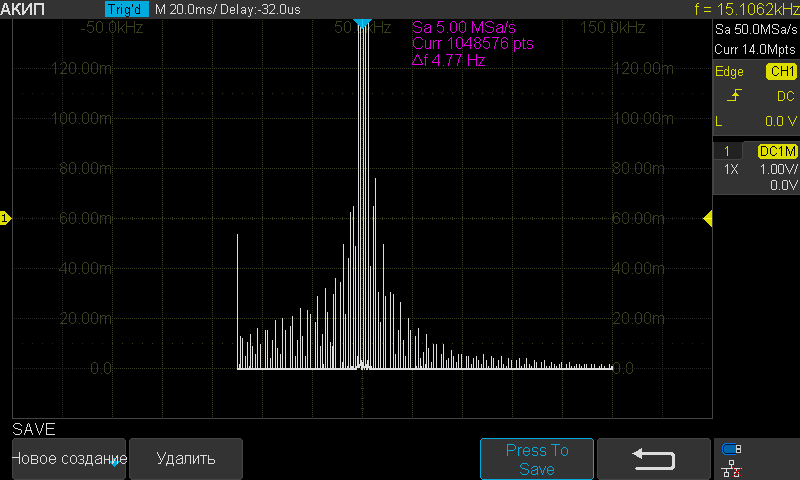 АКИП Trig'd M 20.0ms/ Delay:-32.0us f = 15.1062kHz
-50.0kHz 50.0kHz 150.0kHz
Sa 5.00 MSa/s
Curr 1048576 pts
Δf 4.77 Hz
Sa 50.0MSa/s
Curr 14.0Mpts
Edge CH1
DC
L 0.0 V
1 DC1M
1X 1.00V/
0.0V
120.00m 120.00m
100.00m 100.00m
80.00m 80.00m
1 60.00m 60.00m
40.00m 40.00m
20.00m 20.00m
0.0 0.0
SAVE
Новое создание Удалить Press To Save